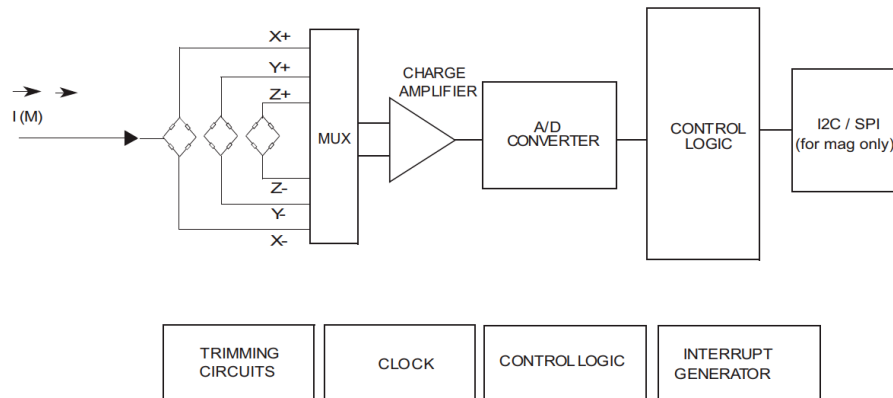 X+
Y+
Z+
I (M)
MUX
Z-
Y-
X-
CHARGE
AMPLIFIER
A/D
CONVERTER
CONTROL
LOGIC
I2C / SPI
(for mag only)
TRIMMING
CIRCUITS
CLOCK
CONTROL LOGIC
INTERRUPT
GENERATOR